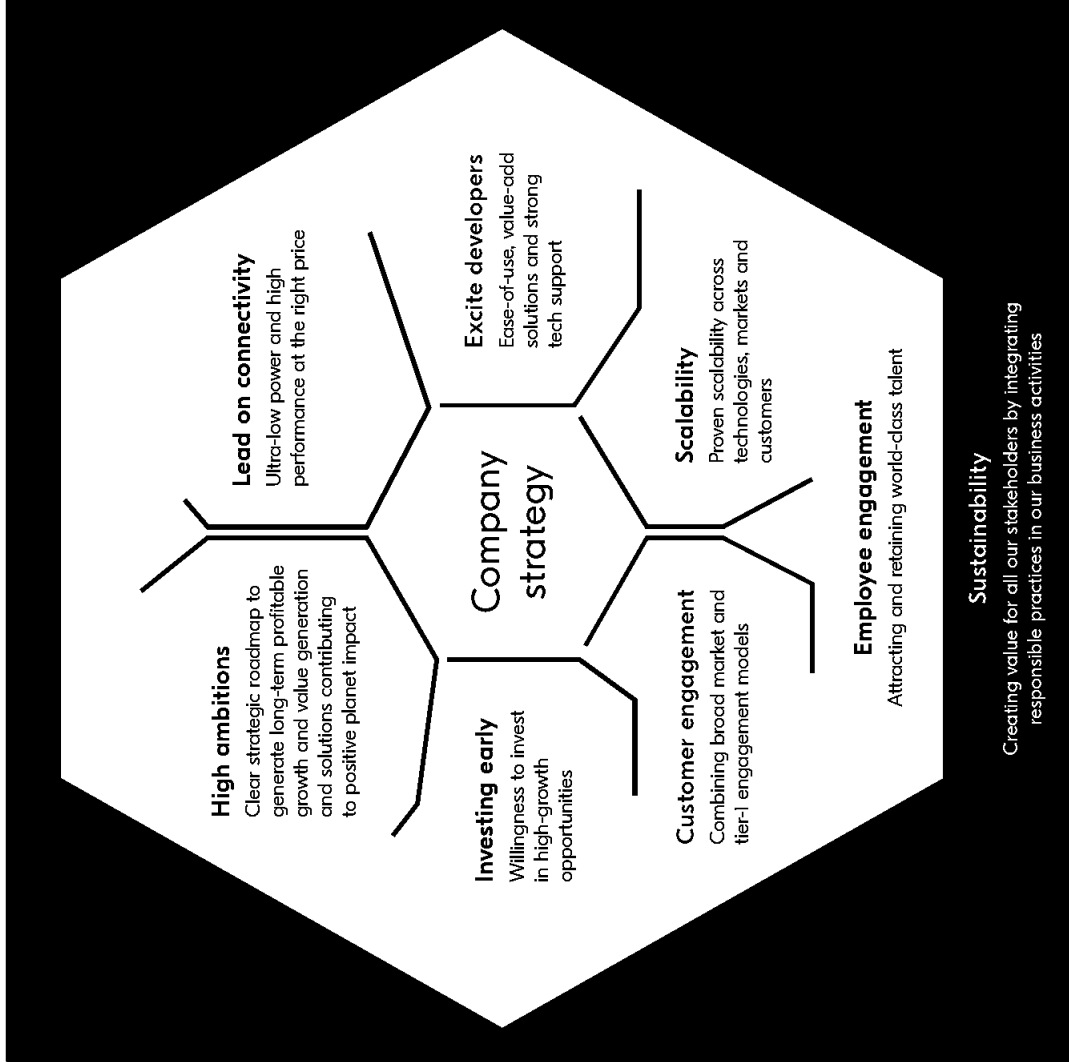 High ambitions
Clear strategic roadmap to
generate long-term profitable
growth and value generation
and solutions contributing
to positive planet impact
Lead on connectivity
Ultra-low power and high
performance at the right price
Investing early
Willingness to invest
in high-growth
opportunities
Company
strategy
Excite developers
Ease-of-use, value-add
solutions and strong
tech support
Customer engagement
Combining broad market and
tier-1 engagement models
Scalability
Proven scalability across
technologies, markets and
customers
Employee engagement
Attracting and retaining world-class talent
Sustainability
Creating value for all our stakeholders by integrating
responsible practices in our business activities